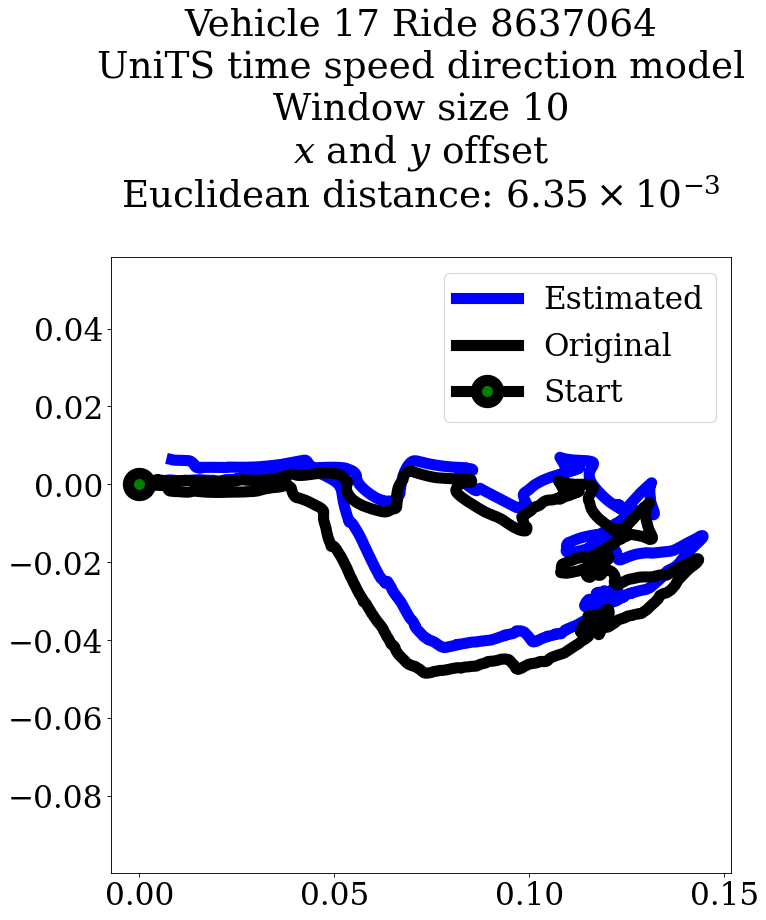 Vehicle 17 Ride 8637064
UniTS time speed direction model
Window size 10
x and y offset
Euclidean distance: 6.35 × 10⁻³
Estimated
Original
Start
0.04
0.02
0.00
−0.02
−0.04
−0.06
−0.08
0.00 0.05 0.10 0.15